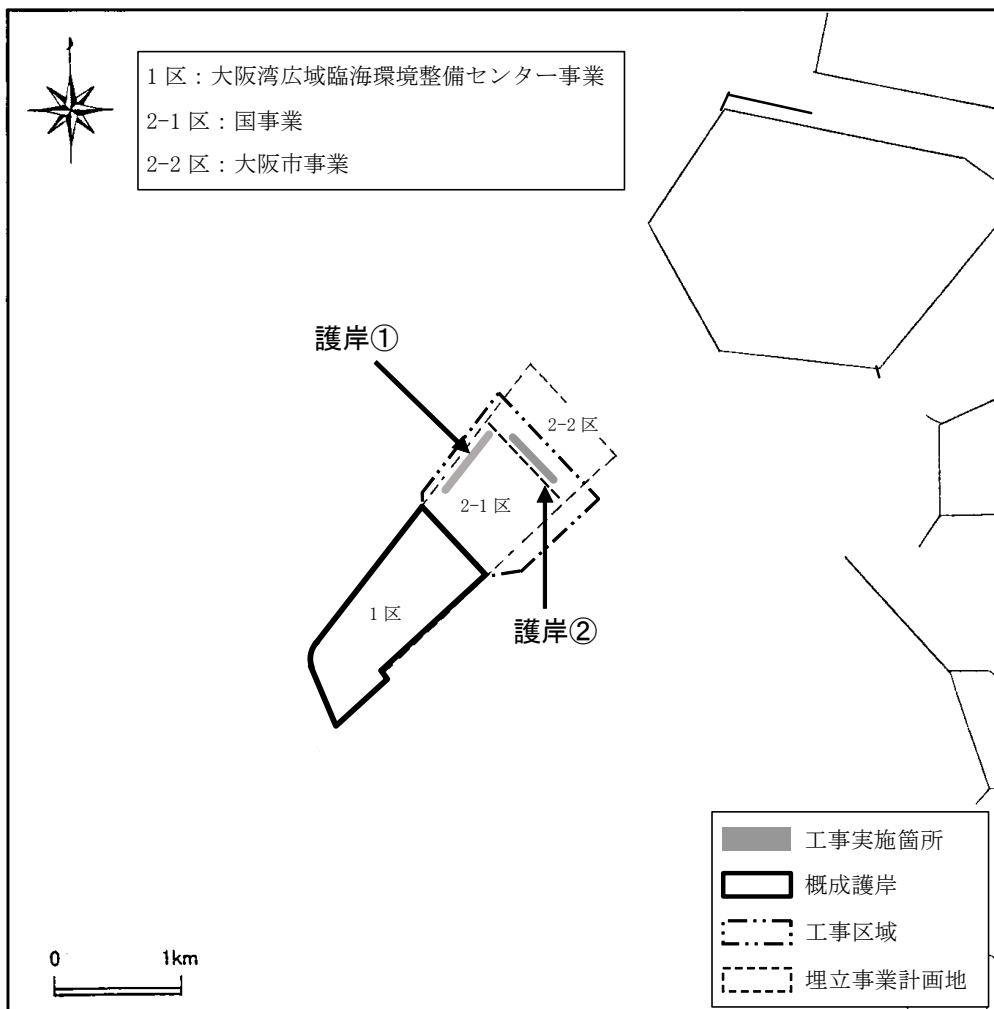 1 区：大阪湾広域臨海環境整備センター事業
2-1 区：国事業
2-2 区：大阪市事業
護岸①
2-2 区
2-1 区
1 区
護岸②
工事実施箇所
概成護岸
工事区域
埋立事業計画地
0 1km